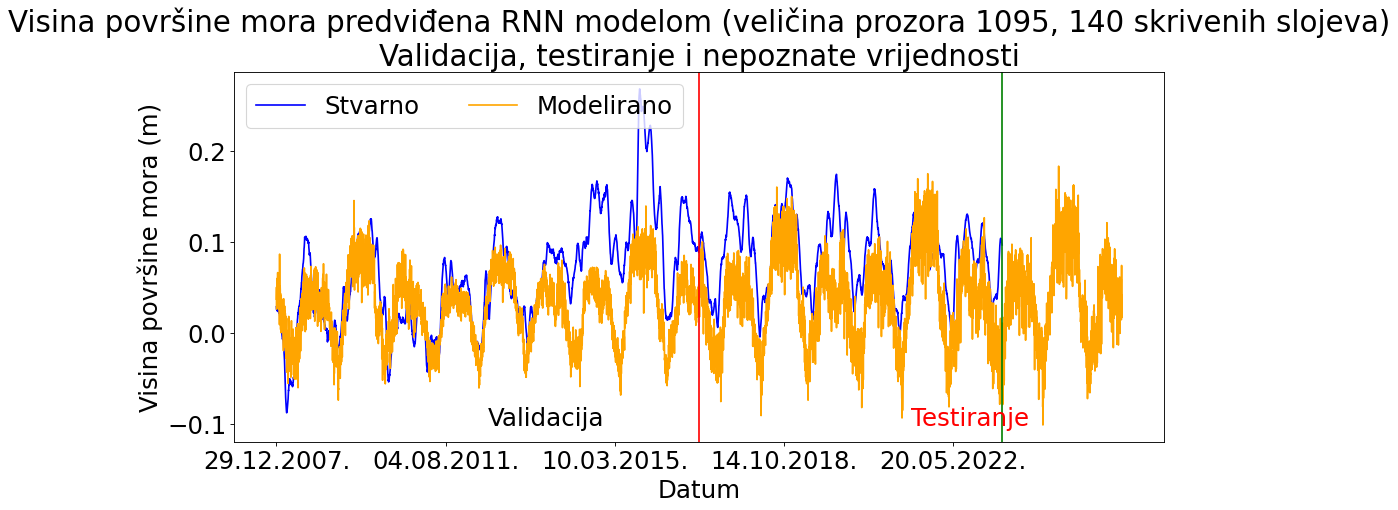 Visina površine mora predviđena RNN modelom (veličina prozora 1095, 140 skrivenih slojeva)
Validacija, testiranje i nepoznate vrijednosti
Stvarno Modelirano
Visina površine mora (m)
0.2
0.1
0.0
−0.1
Validacija Testiranje
29.12.2007. 04.08.2011. 10.03.2015. 14.10.2018. 20.05.2022.
Datum